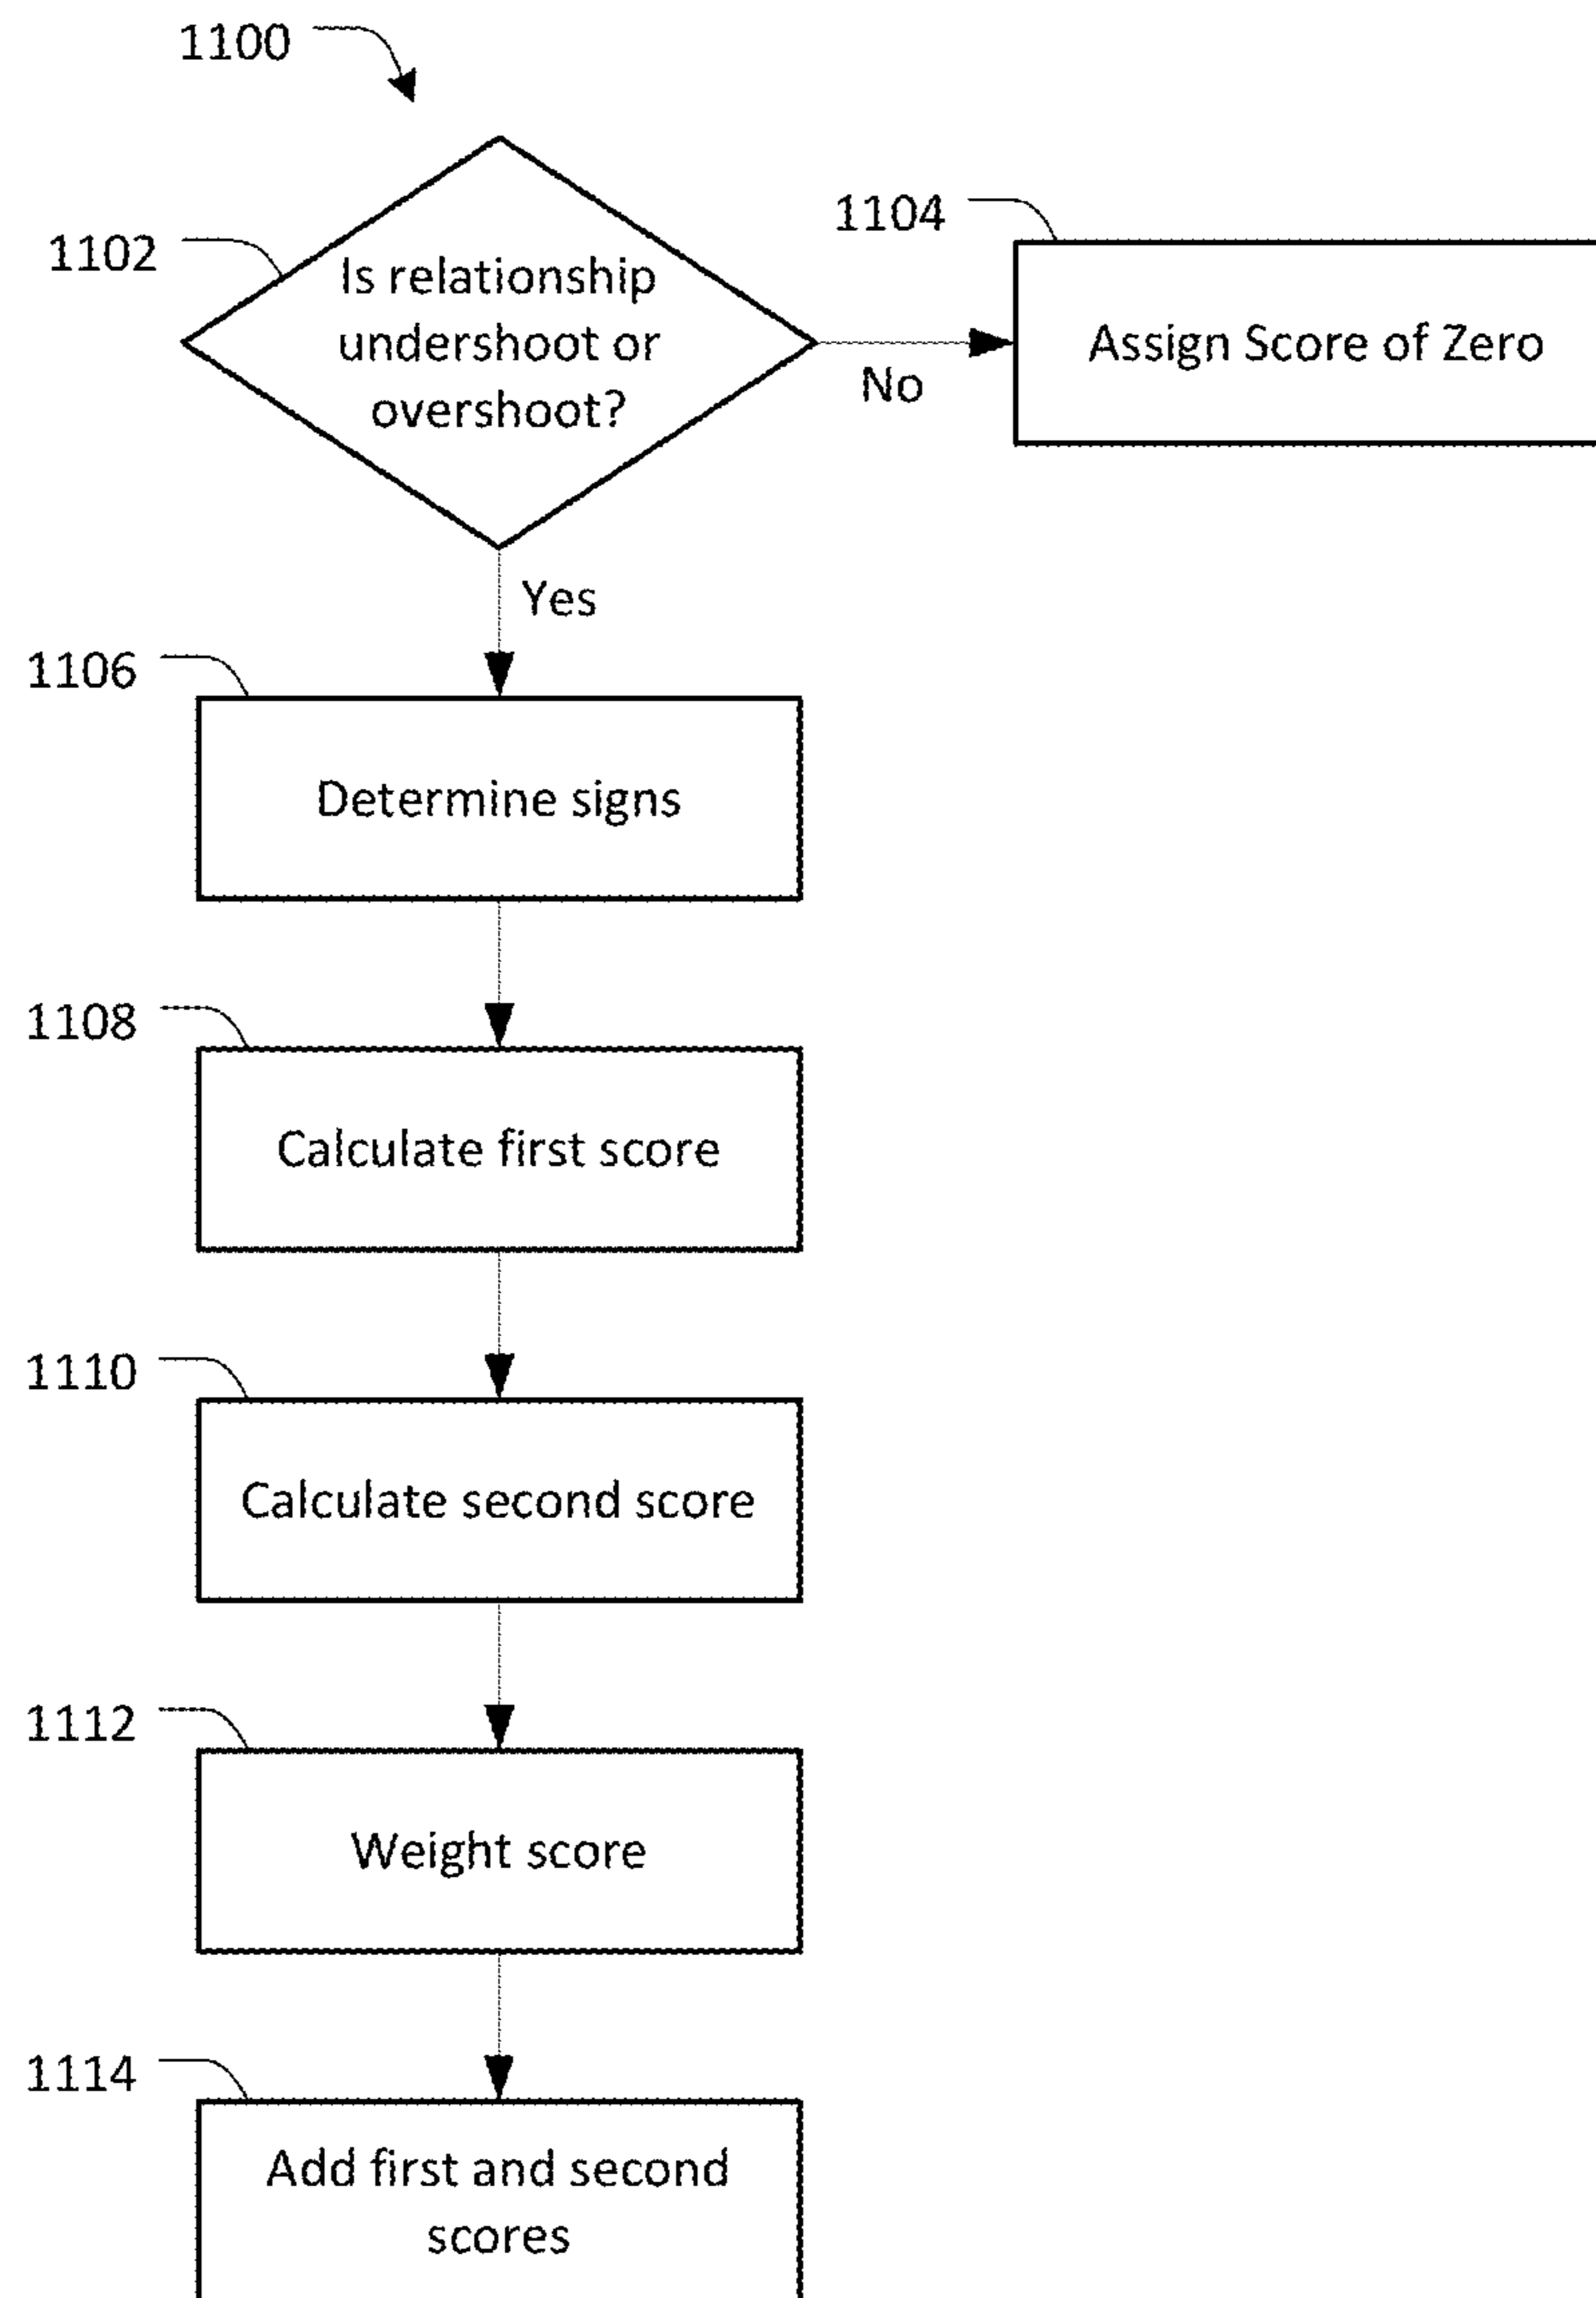 1100
1102
Is relationship
undershoot or
overshoot?
1104
Assign Score of Zero
No
Yes
1106
Determine signs
1108
Calculate first score
1110
Calculate second score
1112
Weight score
1114
Add first and second
scores